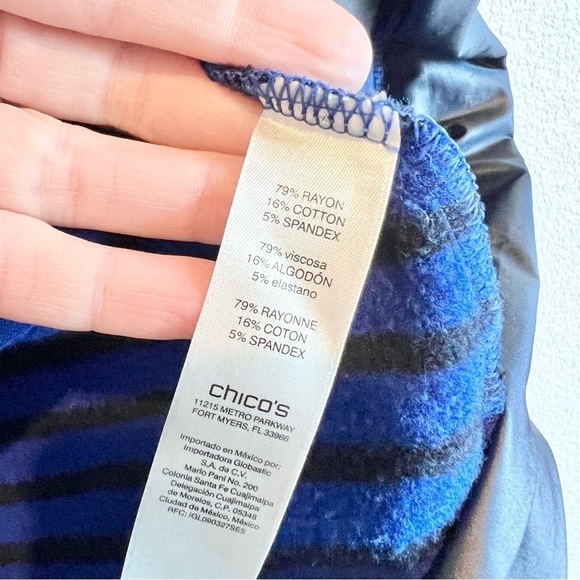 79% RAYON
16% COTTON
5% SPANDEX
79% viscosa
16% ALGODÓN
5% elastano
79% RAYONNE
16% COTON
5% SPANDEX
chico's
11215 METRO PARKWAY
FORT MYERS, FL 33966
importado en México por:
Importadora Globastic
S.A. de C.V.
Mario Pani No. 200
Colonia Santa Fe Cuajimalpa
Delegación Cuajimalpa
de Morelos, C.P. 05348
Ciudad de México, México
RFC: IGL090327SE5